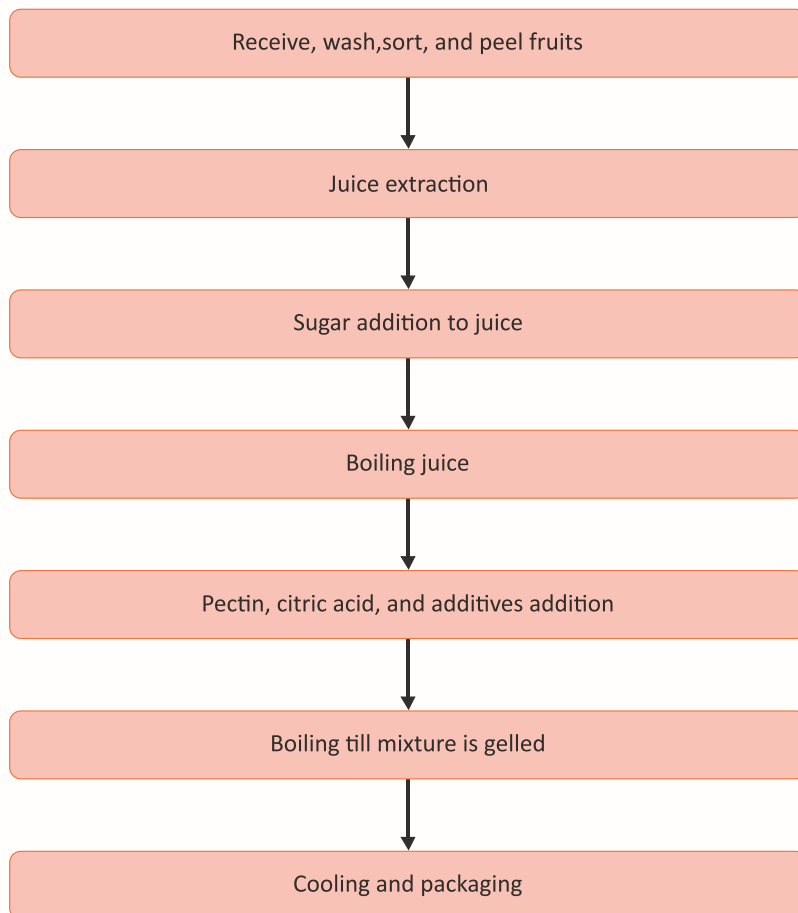 Receive, wash,sort, and peel fruits
Juice extraction
Sugar addition to juice
Boiling juice
Pectin, citric acid, and additives addition
Boiling till mixture is gelled
Cooling and packaging